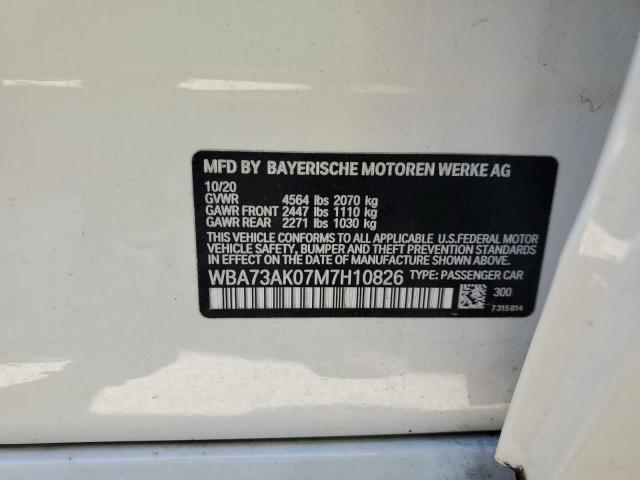 MFD BY BAYERISCHE MOTOREN WERKE AG
10/20
GVWR 4564 lbs 2070 kg
GAWR FRONT 2447 lbs 1110 kg
GAWR REAR 2271 lbs 1030 kg
THIS VEHICLE CONFORMS TO ALL APPLICABLE U.S.FEDERAL MOTOR
VEHICLE SAFETY, BUMPER AND THEFT PREVENTION STANDARDS
IN EFFECT ON THE DATE OF MANUFACTURE SHOWN ABOVE.
WBA73AK07M7H10826 TYPE: PASSENGER CAR
300
7315814